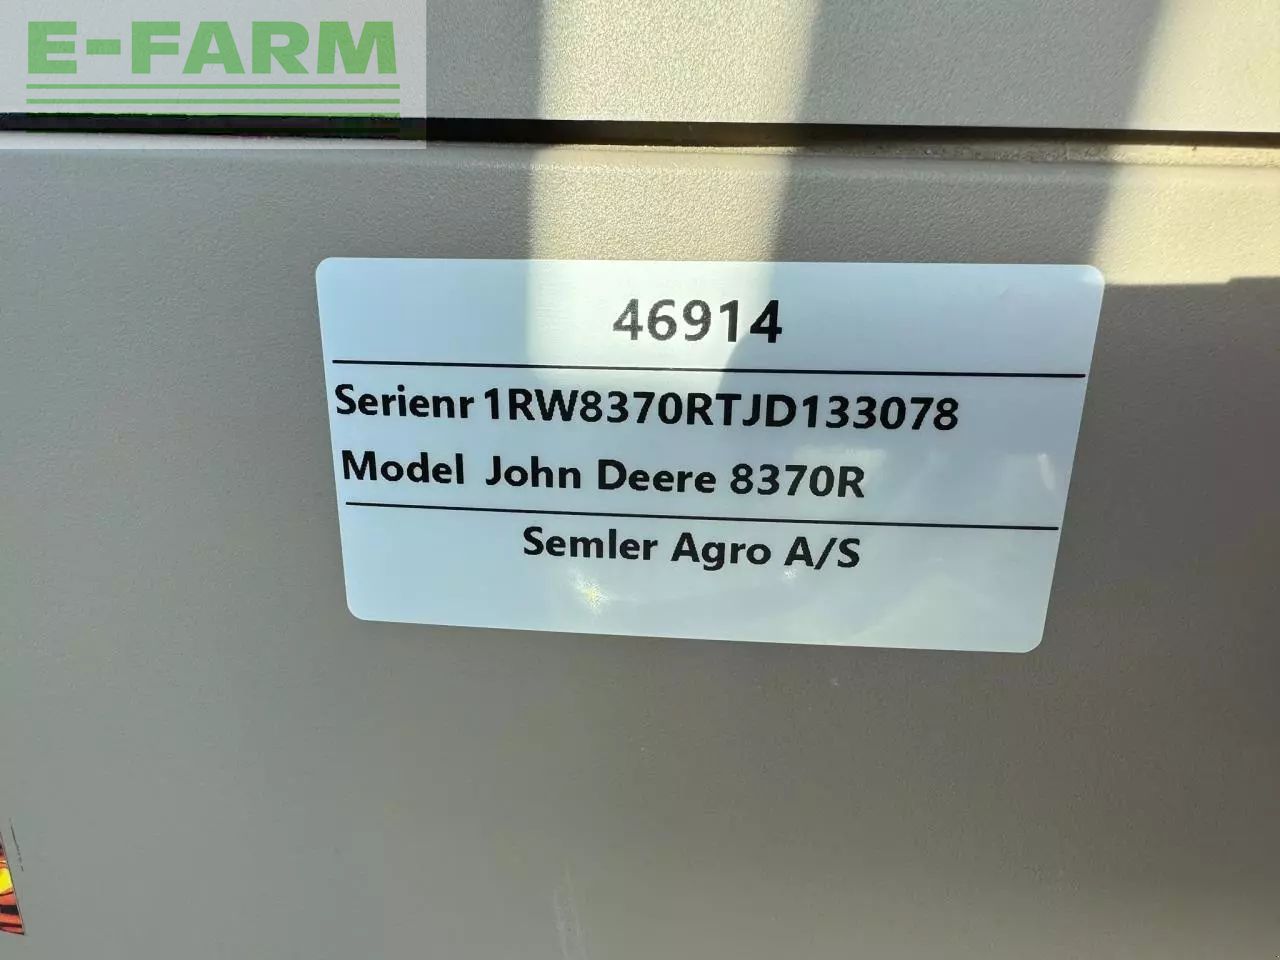 E-FARM
46914
Serienr 1RW8370RTJD133078
Model John Deere 8370R
Semler Agro A/S